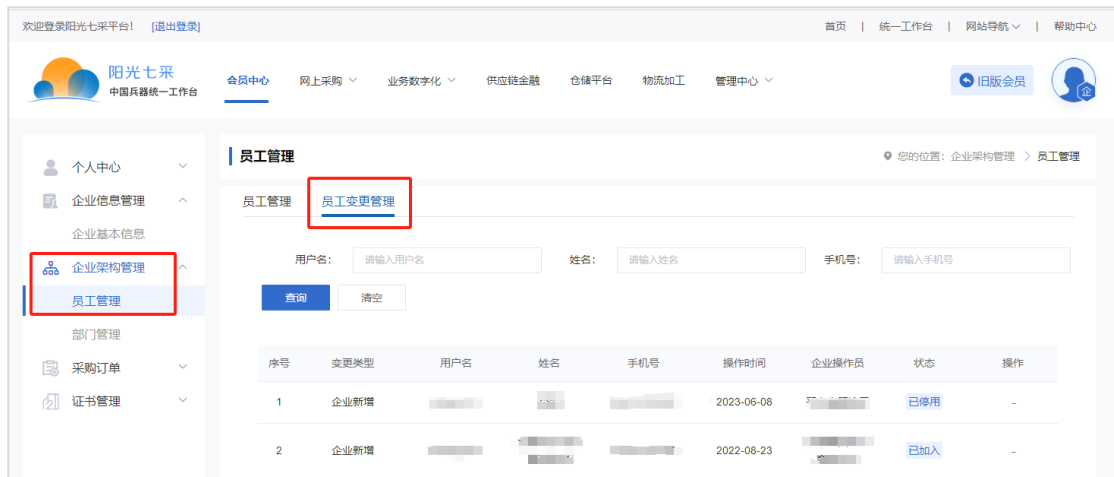 欢迎登录阳光七采平台! [退出登录] 首页 | 统一工作台 | 网站导航 | 帮助中心
阳光七采
中国兵器统一工作台
会员中心 网上采购 业务数字化 供应链金融 仓储平台 物流加工 管理中心 旧版会员
企
个人中心
企业信息管理
企业基本信息
企业架构管理
员工管理
部门管理
采购订单
证书管理
员工管理 您的位置: 企业架构管理 > 员工管理
员工管理 员工变更管理
用户名: 请输入用户名 姓名: 请输入姓名 手机号: 请输入手机号
查询 清空
序号 变更类型 用户名 姓名 手机号 操作时间 企业操作员 状态 操作
1 企业新增 2023-06-08 已停用 -
2 企业新增 2022-08-23 已加入 -